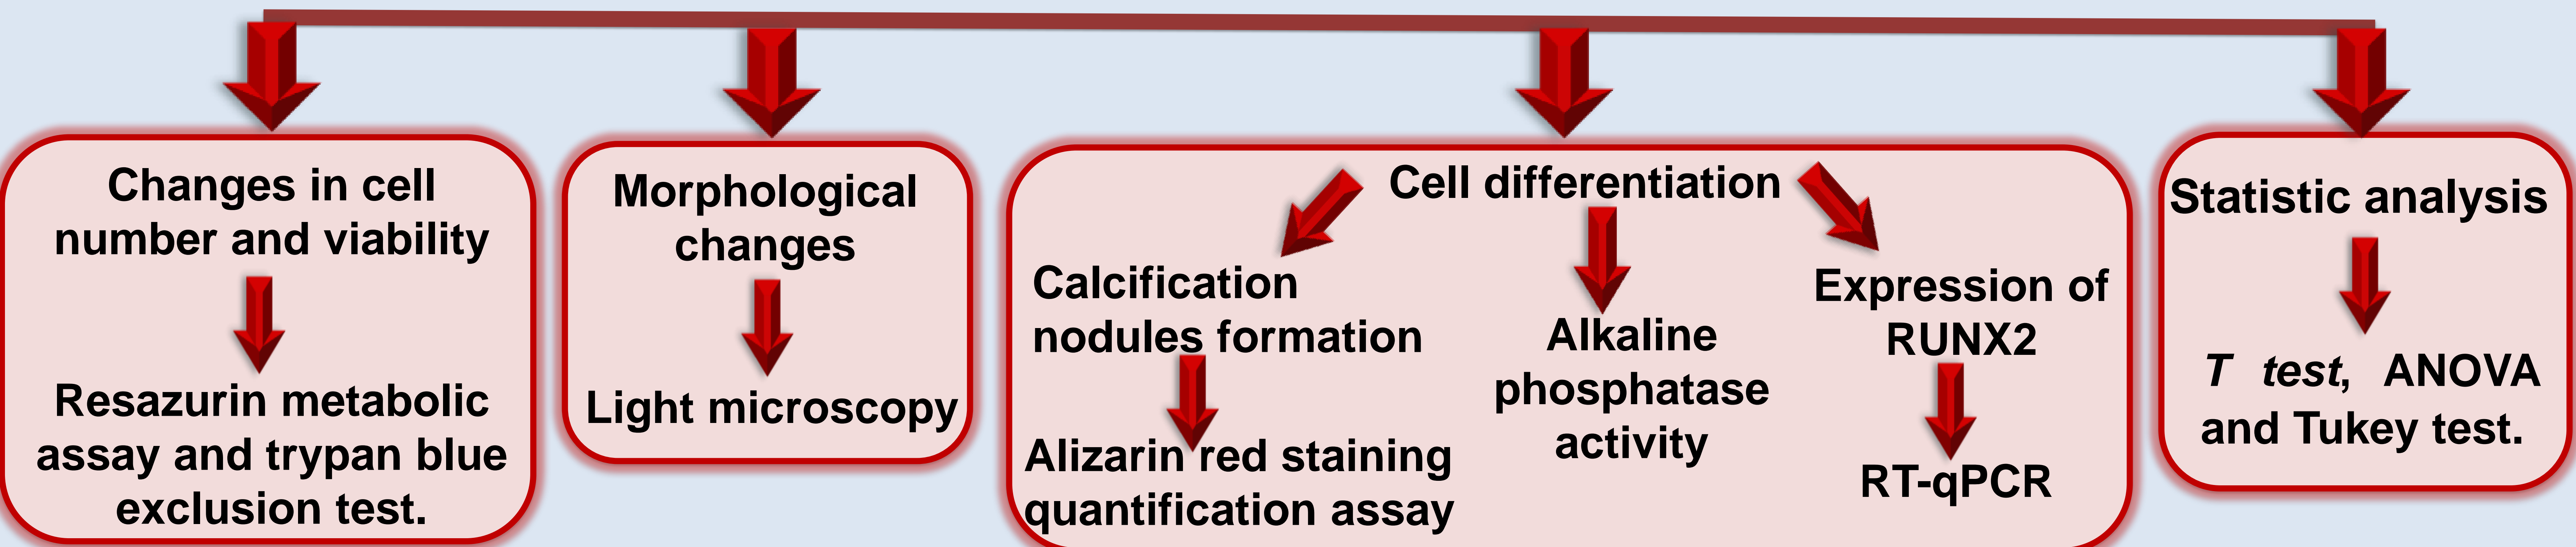 Changes in cell
number and viability
Resazurin metabolic
assay and trypan blue
exclusion test.
Morphological
changes
Light microscopy
Cell differentiation
Calcification
nodules formation
Alizarin red staining
quantification assay
Alkaline
phosphatase
activity
Expression of
RUNX2
RT-qPCR
Statistic analysis
T test, ANOVA
and Tukey test.